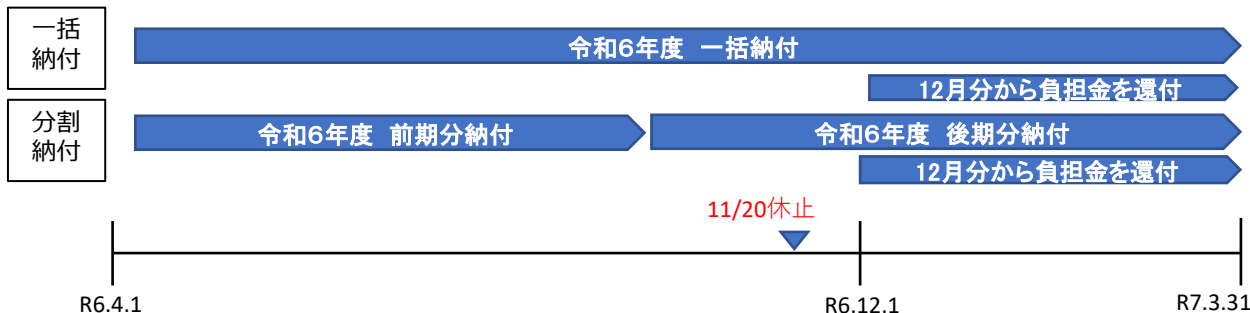 一括
納付
令和6年度 一括納付
12月分から負担金を還付
分割
納付
令和6年度 前期分納付
令和6年度 後期分納付
12月分から負担金を還付
11/20休止
R6.4.1
R6.12.1
R7.3.31